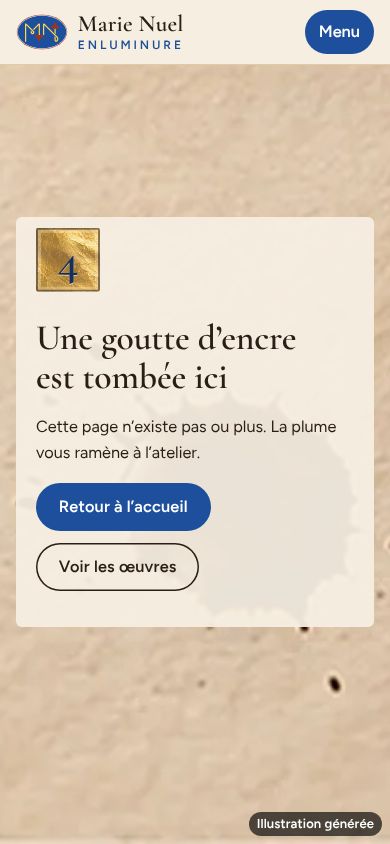 MN
Marie Nuel
ENLUMINURE
Menu
4
Une goutte d’encre
est tombée ici
Cette page n’existe pas ou plus. La plume
vous ramène à l’atelier.
Retour à l’accueil
Voir les œuvres
Illustration générée